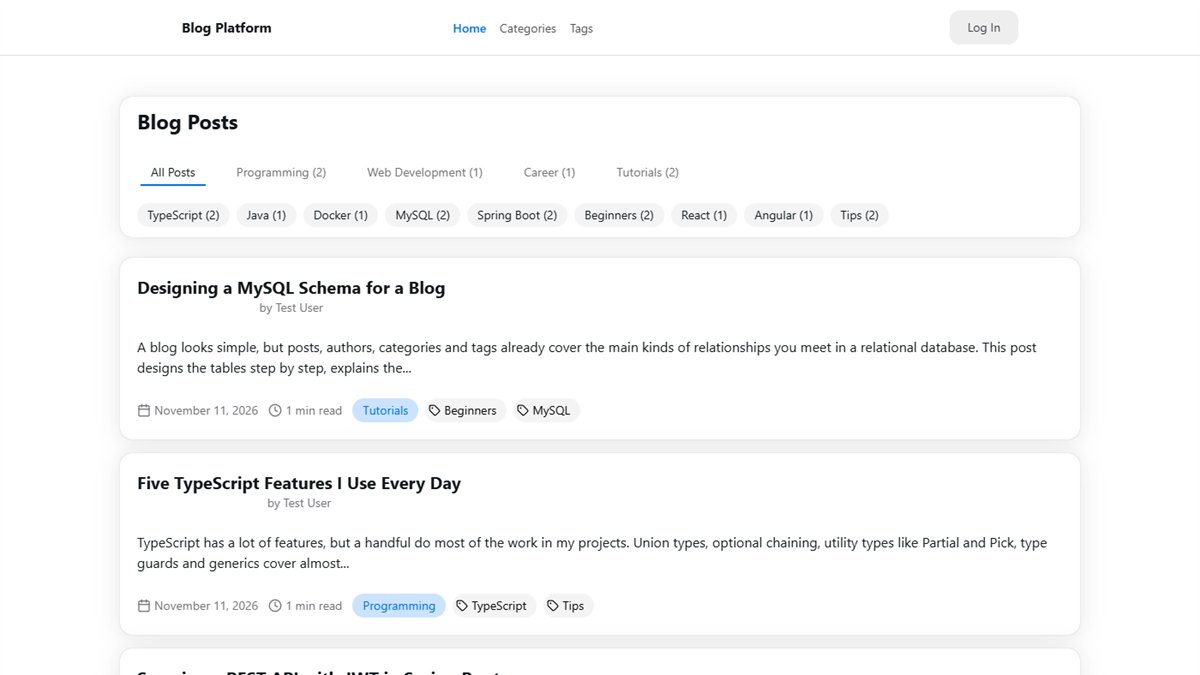 Blog Platform Home Categories Tags Log In
Blog Posts
All Posts Programming (2) Web Development (1) Career (1) Tutorials (2)
TypeScript (2) Java (1) Docker (1) MySQL (2) Spring Boot (2) Beginners (2) React (1) Angular (1) Tips (2)
Designing a MySQL Schema for a Blog
by Test User
A blog looks simple, but posts, authors, categories and tags already cover the main kinds of relationships you meet in a relational database. This post
designs the tables step by step, explains the...
November 11, 2026 1 min read Tutorials Beginners MySQL
Five TypeScript Features I Use Every Day
by Test User
TypeScript has a lot of features, but a handful do most of the work in my projects. Union types, optional chaining, utility types like Partial and Pick, type
guards and generics cover almost...
November 11, 2026 1 min read Programming TypeScript Tips